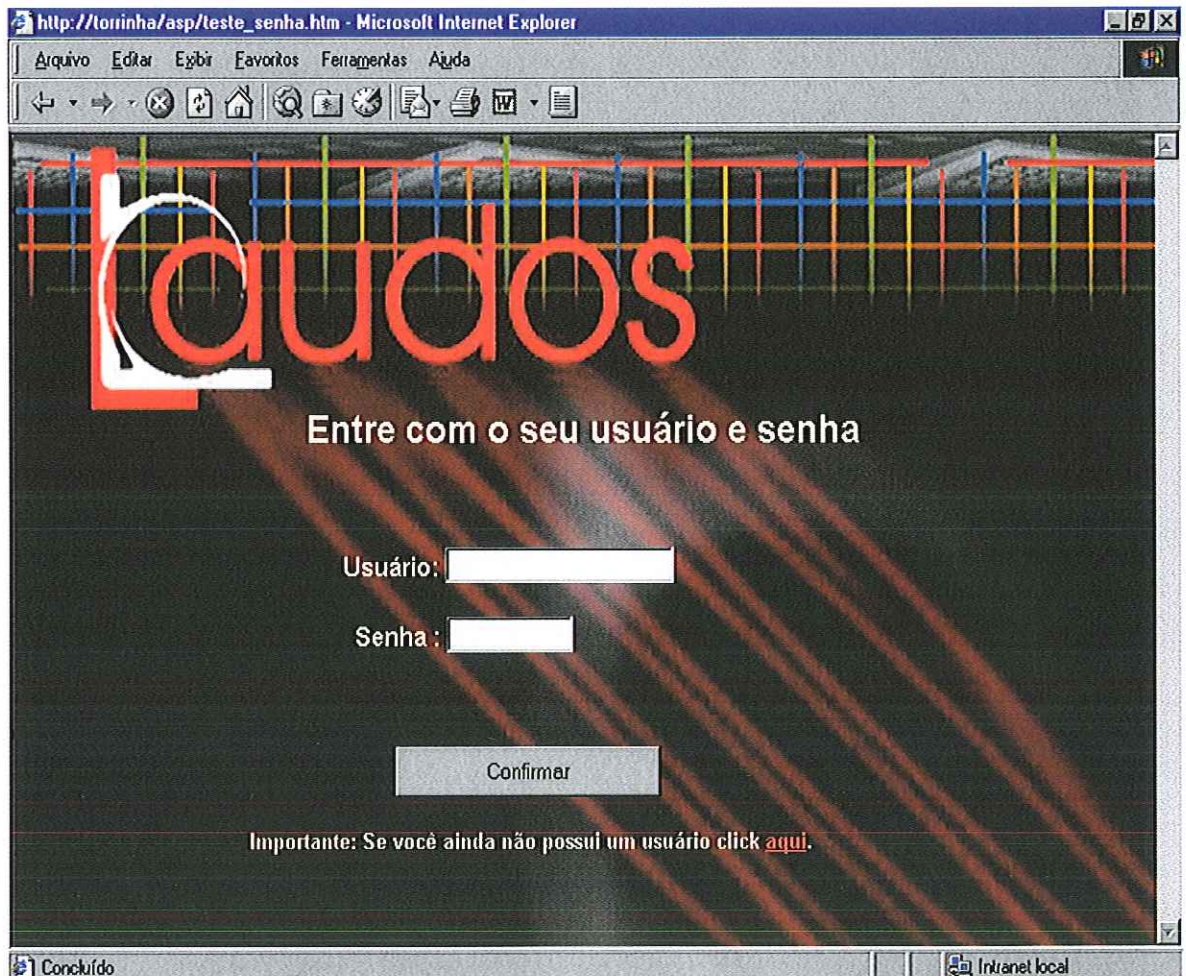 http://torrinha/asp/teste_senha.htm - Microsoft Internet Explorer
Arquivo Editar Exibir Favoritos Ferramentas Ajuda
Laudos
Entre com o seu usuário e senha
Usuário:
Senha :
Confirmar
Importante: Se você ainda não possui um usuário click aqui.
Concluído Intranet local